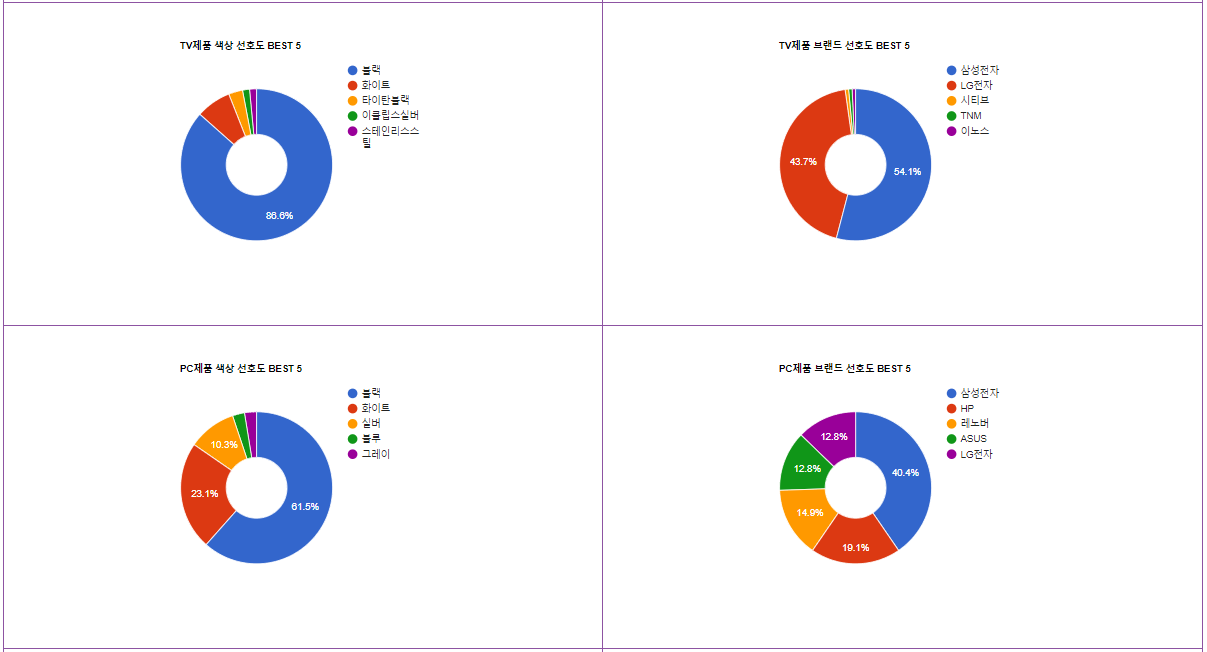 TV제품 색상 선호도 BEST 5
블랙
화이트
타이탄블랙
이클립스실버
스테인리스스
틸
86.6%
TV제품 브랜드 선호도 BEST 5
삼성전자
LG전자
시티브
TNM
이노스
43.7%
54.1%
PC제품 색상 선호도 BEST 5
블랙
화이트
실버
블루
그레이
10.3%
23.1%
61.5%
PC제품 브랜드 선호도 BEST 5
삼성전자
HP
레노버
ASUS
LG전자
12.8%
12.8%
40.4%
14.9%
19.1%